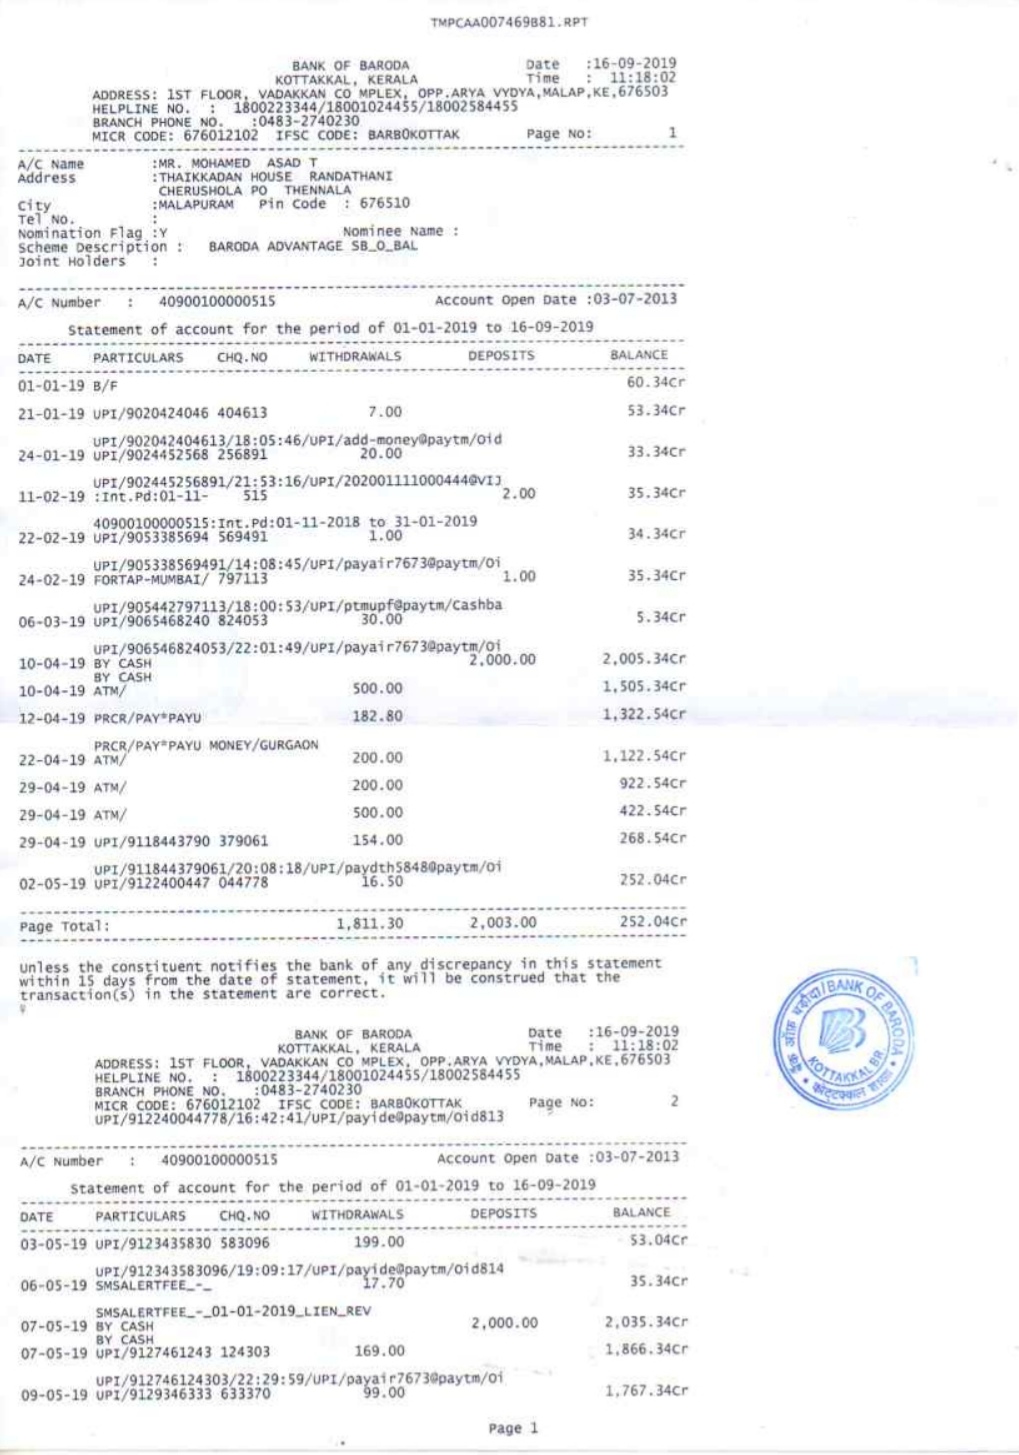 TMPCAA007469B81.RPT
BANK OF BARODA Date :16-09-2019
KOTTAKKAL, KERALA Time : 11:18:02
ADDRESS: 1ST FLOOR, VADAKKAN CO MPLEX, OPP.ARYA VYDYA,MALAP,KE,676503
HELPLINE NO. : 1800223344/18001024455/18002584455
BRANCH PHONE NO. :0483-2740230
MICR CODE: 676012102 IFSC CODE: BARB0KOTTAK Page No: 1
A/C Name :MR. MOHAMED ASAD T
Address :THAIKKADAN HOUSE RANDATHANI
CHERUSHOLA PO THENNALA
City :MALAPURAM Pin Code : 676510
Tel No. :
Nomination Flag :Y Nominee Name :
Scheme Description : BARODA ADVANTAGE SB_O_BAL
Joint Holders :
A/C Number : 40900100000515 Account Open Date :03-07-2013
Statement of account for the period of 01-01-2019 to 16-09-2019
DATE PARTICULARS CHQ.NO WITHDRAWALS DEPOSITS BALANCE
01-01-19 B/F 60.34Cr
21-01-19 UPI/9020424046 404613 7.00 53.34Cr
UPI/902042404613/18:05:46/UPI/add-money@paytm/Oid
24-01-19 UPI/9024452568 256891 20.00 33.34Cr
UPI/902445256891/21:53:16/UPI/202001111000444@VIJ
11-02-19 :Int.Pd:01-11- 515 2.00 35.34Cr
40900100000515:Int.Pd:01-11-2018 to 31-01-2019
22-02-19 UPI/9053385694 569491 1.00 34.34Cr
UPI/905338569491/14:08:45/UPI/payair7673@paytm/Oi
24-02-19 FORTAP-MUMBAI/ 797113 1.00 35.34Cr
UPI/905442797113/18:00:53/UPI/ptmupf@paytm/Cashba
06-03-19 UPI/9065468240 824053 30.00 5.34Cr
UPI/906546824053/22:01:49/UPI/payair7673@paytm/Oi
10-04-19 BY CASH 2,000.00 2,005.34Cr
BY CASH
10-04-19 ATM/ 500.00 1,505.34Cr
12-04-19 PRCR/PAY*PAYU 182.80 1,322.54Cr
PRCR/PAY*PAYU MONEY/GURGAON
22-04-19 ATM/ 200.00 1,122.54Cr
29-04-19 ATM/ 200.00 922.54Cr
29-04-19 ATM/ 500.00 422.54Cr
29-04-19 UPI/9118443790 379061 154.00 268.54Cr
UPI/911844379061/20:08:18/UPI/paydth5848@paytm/Oi
02-05-19 UPI/9122400447 044778 16.50 252.04Cr
Page Total: 1,811.30 2,003.00 252.04Cr
Unless the constituent notifies the bank of any discrepancy in this statement
within 15 days from the date of statement, it will be construed that the
transaction(s) in the statement are correct.
बैंक ऑफ़ बड़ौदा/BANK OF BARODA
KOTTAKKAL BR
कोट्टक्कल शाखा
BANK OF BARODA Date :16-09-2019
KOTTAKKAL, KERALA Time : 11:18:02
ADDRESS: 1ST FLOOR, VADAKKAN CO MPLEX, OPP.ARYA VYDYA,MALAP,KE,676503
HELPLINE NO. : 1800223344/18001024455/18002584455
BRANCH PHONE NO. :0483-2740230
MICR CODE: 676012102 IFSC CODE: BARB0KOTTAK Page No: 2
UPI/912240044778/16:42:41/UPI/payide@paytm/Oid813
A/C Number : 40900100000515 Account Open Date :03-07-2013
Statement of account for the period of 01-01-2019 to 16-09-2019
DATE PARTICULARS CHQ.NO WITHDRAWALS DEPOSITS BALANCE
03-05-19 UPI/9123435830 583096 199.00 53.04Cr
UPI/912343583096/19:09:17/UPI/payide@paytm/Oid814
06-05-19 SMSALERTFEE_-_ 17.70 35.34Cr
SMSALERTFEE_-_01-01-2019_LIEN_REV
07-05-19 BY CASH 2,000.00 2,035.34Cr
BY CASH
07-05-19 UPI/9127461243 124303 169.00 1,866.34Cr
UPI/912746124303/22:29:59/UPI/payair7673@paytm/Oi
09-05-19 UPI/9129346333 633370 99.00 1,767.34Cr
Page 1